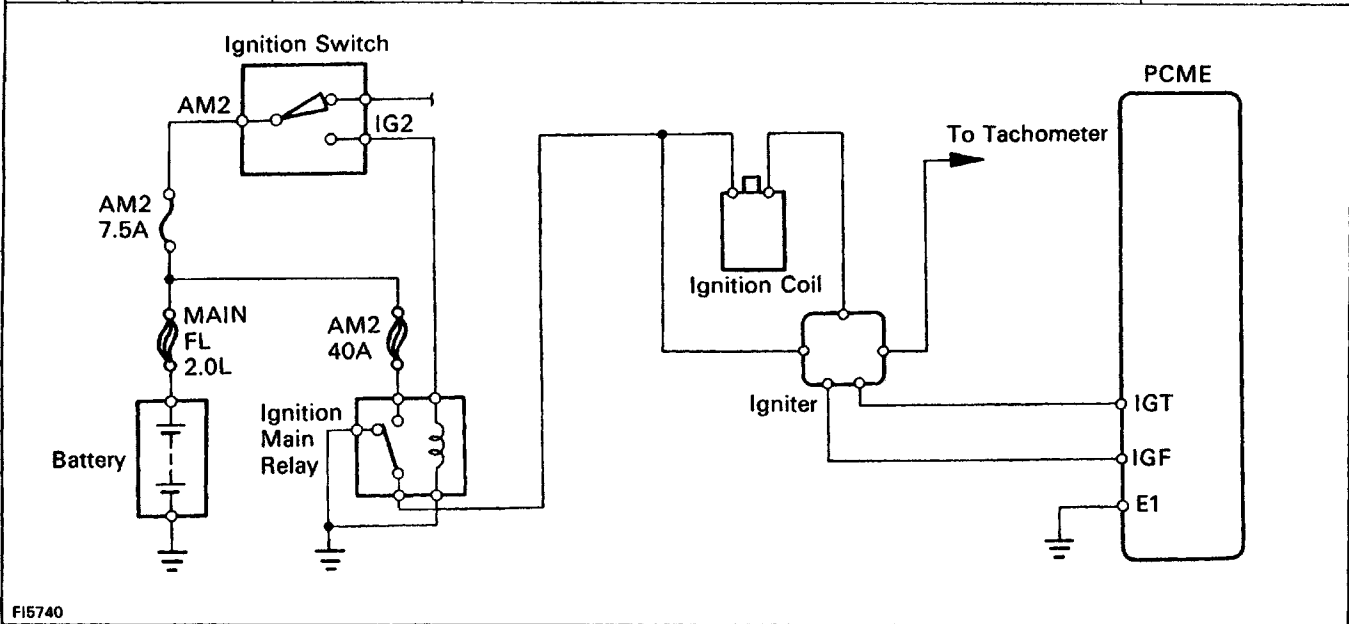 Ignition Switch
AM2
IG2
AM2
7.5A
MAIN
FL
2.0L
AM2
40A
Battery
Ignition
Main
Relay
Ignition Coil
Igniter
To Tachometer
PCME
IGT
IGF
E1
FI5740